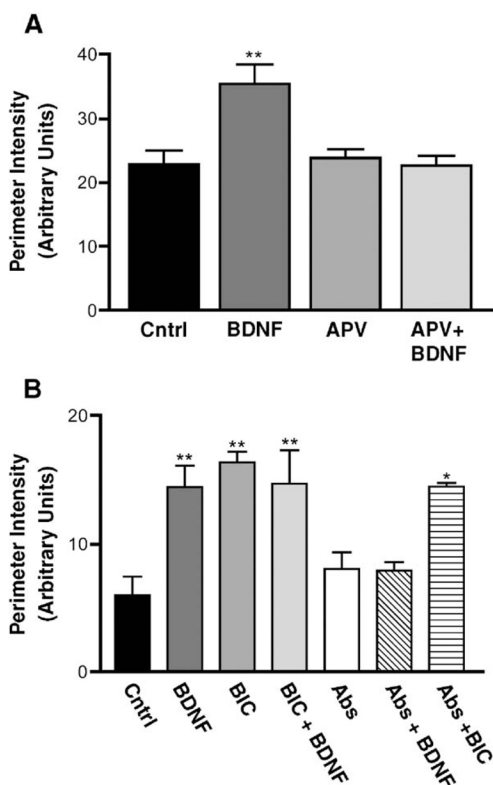 A
Perimeter Intensity
(Arbitrary Units)
40
30
20
10
0
**
Cntrl
BDNF
APV
APV+
BDNF
B
Perimeter Intensity
(Arbitrary Units)
20
10
0
**
**
**
*
Cntrl
BDNF
BIC
BIC + BDNF
Abs
Abs + BDNF
Abs +BIC